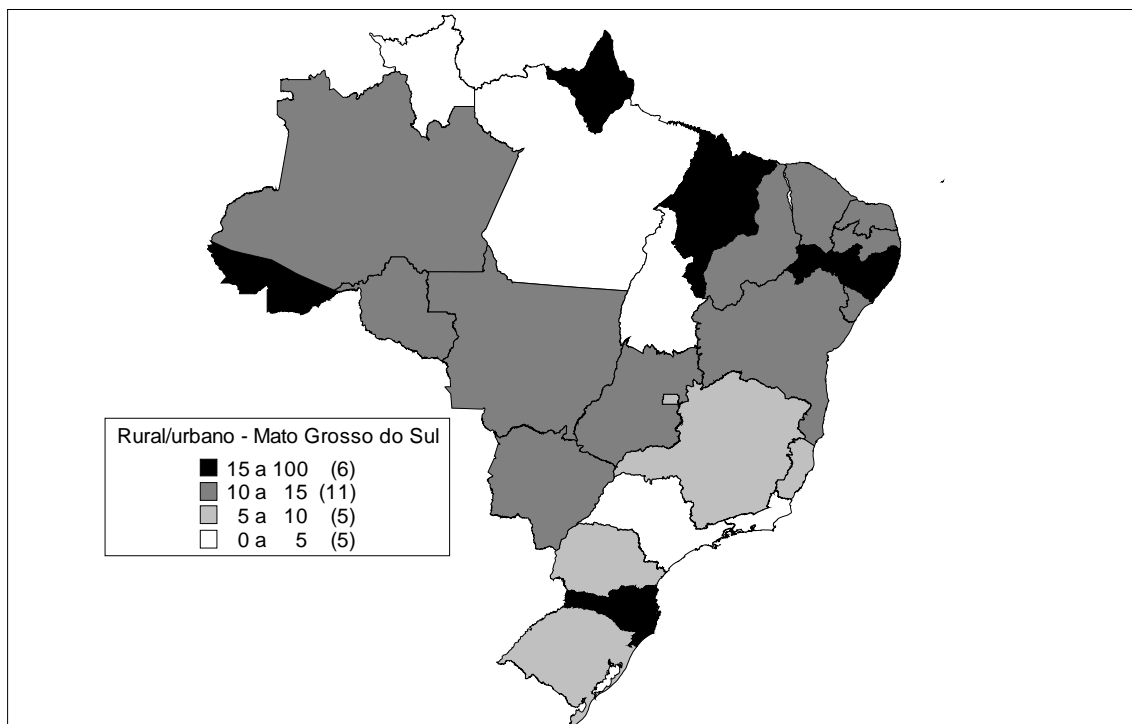 Rural/urbano - Mato Grosso do Sul
15 a 100 (6)
10 a 15 (11)
5 a 10 (5)
0 a 5 (5)